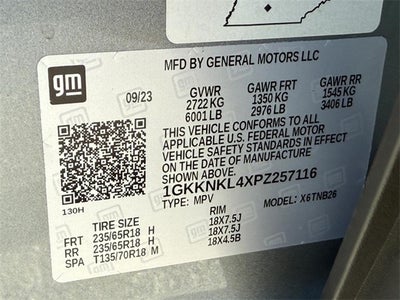 gm
MFD BY GENERAL MOTORS LLC
09/23
GVWR GAWR FRT GAWR RR
2722 KG 1350 KG 1545 KG
6001 LB 2976 LB 3406 LB
THIS VEHICLE CONFORMS TO ALL
APPLICABLE U.S. FEDERAL MOTOR
VEHICLE SAFETY STANDARDS IN EFFECT
ON THE DATE OF MANUFACTURE SHOWN
ABOVE.
1GKKNKL4XPZ257116
TYPE: MPV MODEL: X6TNB26
130H
TIRE SIZE RIM
FRT 235/65R18 H 18X7.5J
RR 235/65R18 H 18X7.5J
SPA T135/70R18 M 18X4.5B